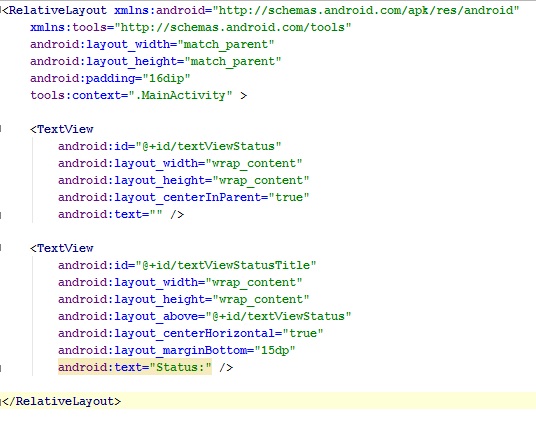 <RelativeLayout xmlns:android="http://schemas.android.com/apk/res/android"
    xmlns:tools="http://schemas.android.com/tools"
    android:layout_width="match_parent"
    android:layout_height="match_parent"
    android:padding="16dip"
    tools:context=".MainActivity" >
    <TextView
        android:id="@+id/textViewStatus"
        android:layout_width="wrap_content"
        android:layout_height="wrap_content"
        android:layout_centerInParent="true"
        android:text="" />
    <TextView
        android:id="@+id/textViewStatusTitle"
        android:layout_width="wrap_content"
        android:layout_height="wrap_content"
        android:layout_above="@+id/textViewStatus"
        android:layout_centerHorizontal="true"
        android:layout_marginBottom="15dp"
        android:text="Status:" />
</RelativeLayout>